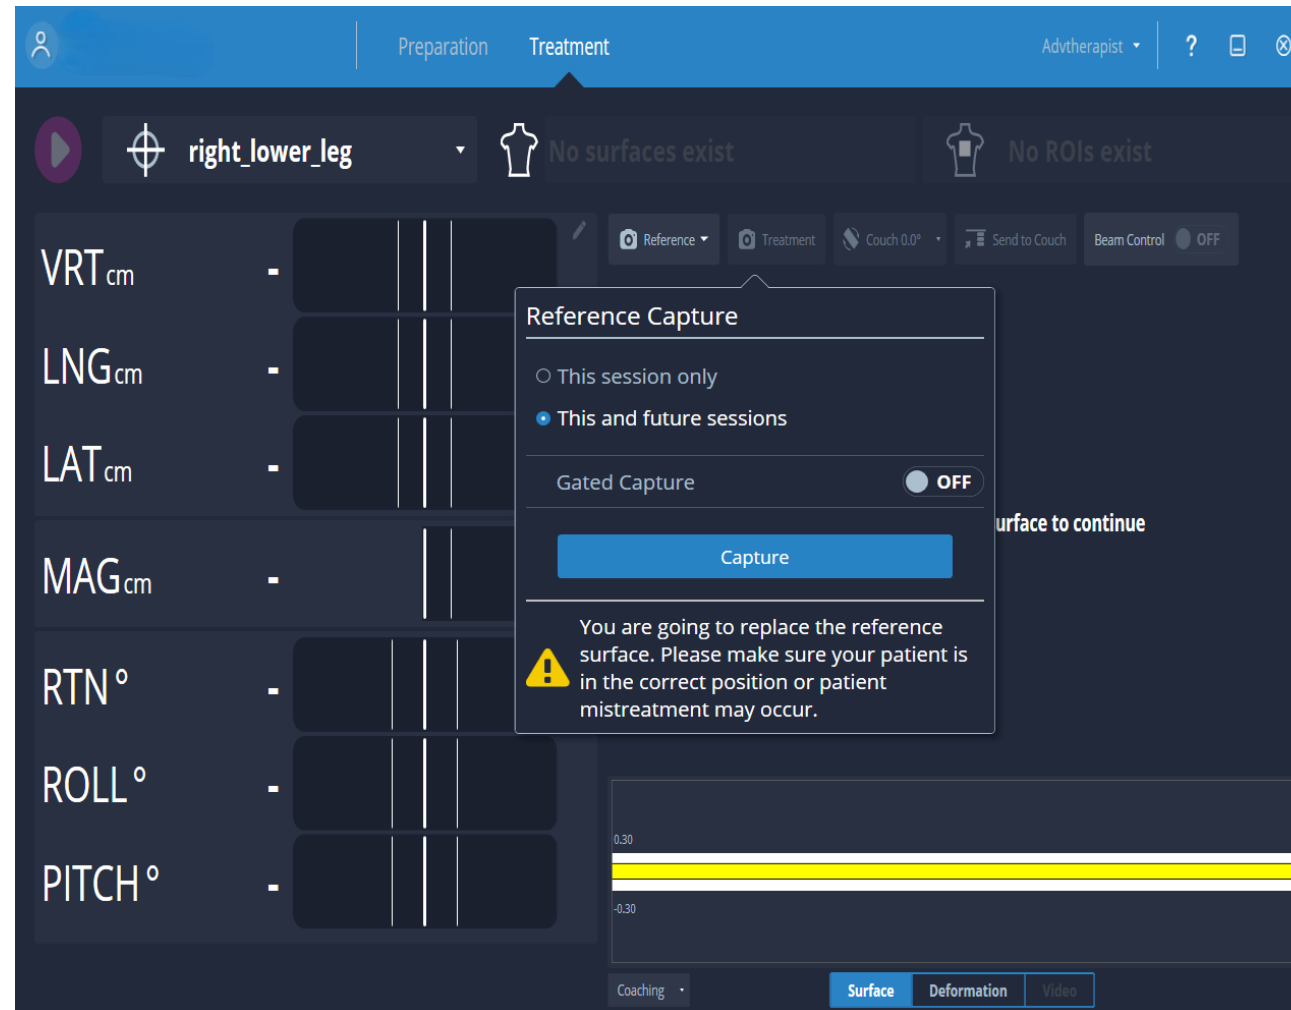 Preparation
Treatment
Advtherapist
?
right_lower_leg
No surfaces exist
No ROIs exist
VRT cm -
LNG cm -
LAT cm -
MAG cm -
RTN ° -
ROLL ° -
PITCH ° -
Reference
Treatment
Couch 0.0°
Send to Couch
Beam Control OFF
Reference Capture
This session only
This and future sessions
Gated Capture OFF
Capture
You are going to replace the reference
surface. Please make sure your patient is
in the correct position or patient
mistreatment may occur.
urface to continue
0.30
-0.30
Coaching
Surface
Deformation
Video